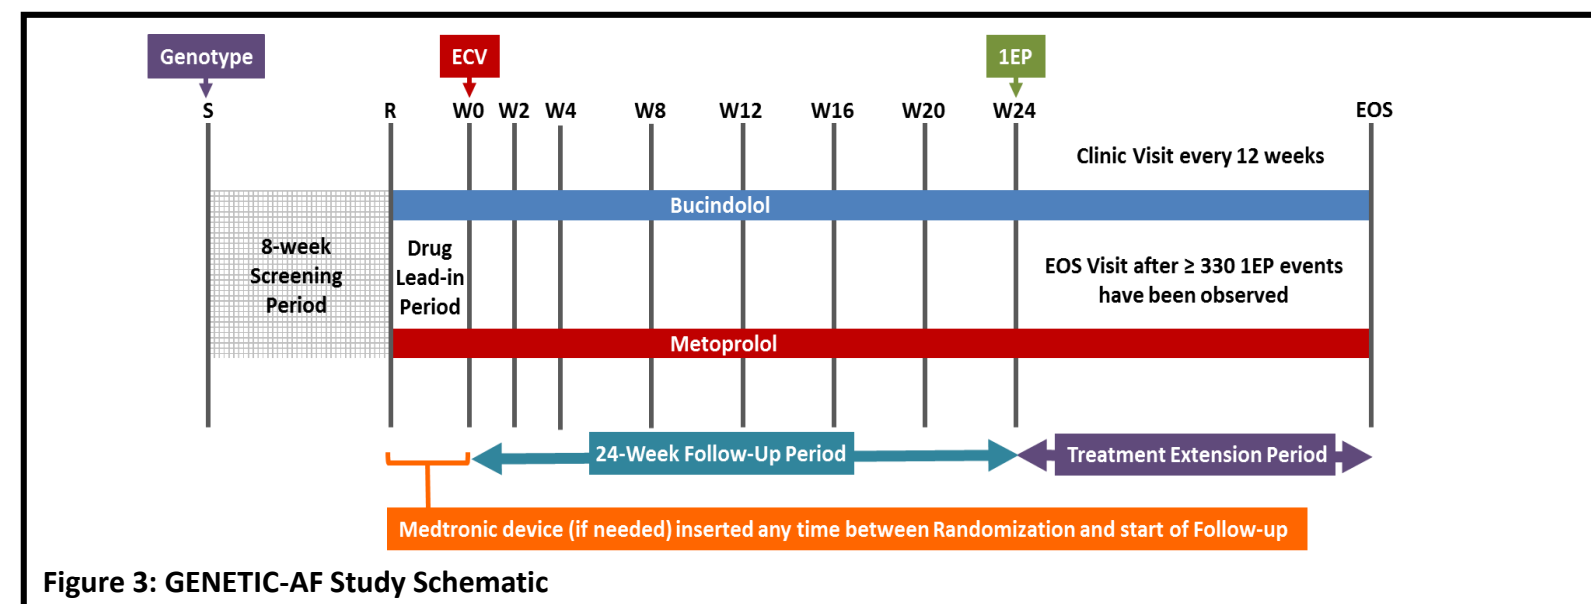 Genotype
ECV
1EP
S R W0 W2 W4 W8 W12 W16 W20 W24 EOS
Clinic Visit every 12 weeks
Bucindolol
8-week
Screening
Period
Drug
Lead-in
Period
EOS Visit after ≥ 330 1EP events
have been observed
Metoprolol
24-Week Follow-Up Period
Treatment Extension Period
Medtronic device (if needed) inserted any time between Randomization and start of Follow-up
Figure 3: GENETIC-AF Study Schematic